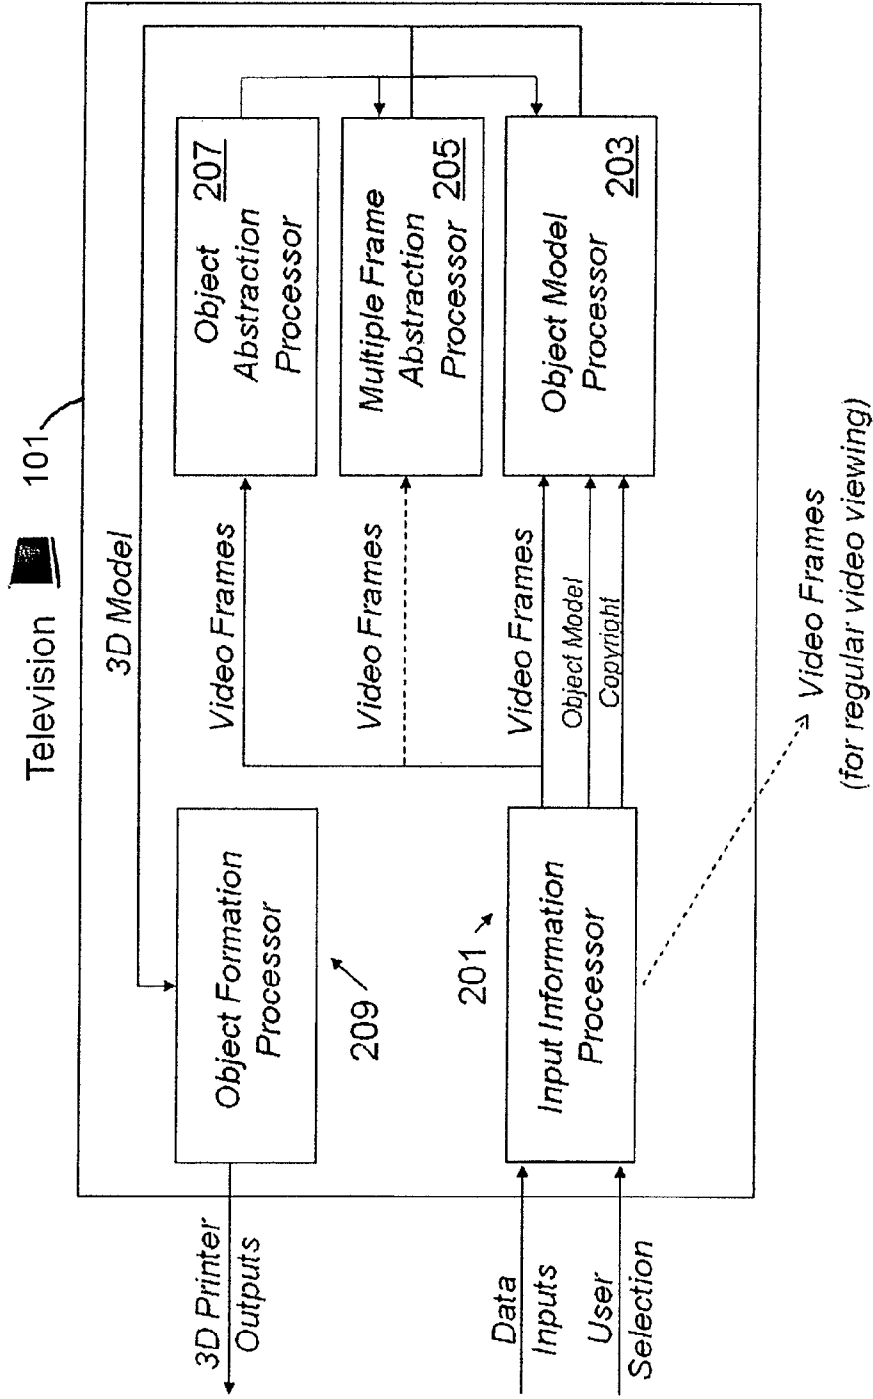 Television
101
3D Model
Object
Abstraction
Processor
207
Multiple Frame
Abstraction
Processor
205
Object Model
Processor
203
Video Frames
Video Frames
Video Frames
Object Model
Copyright
Object Formation
Processor
209
201
Input Information
Processor
3D Printer
Outputs
Data
Inputs
User
Selection
Video Frames
(for regular video viewing)